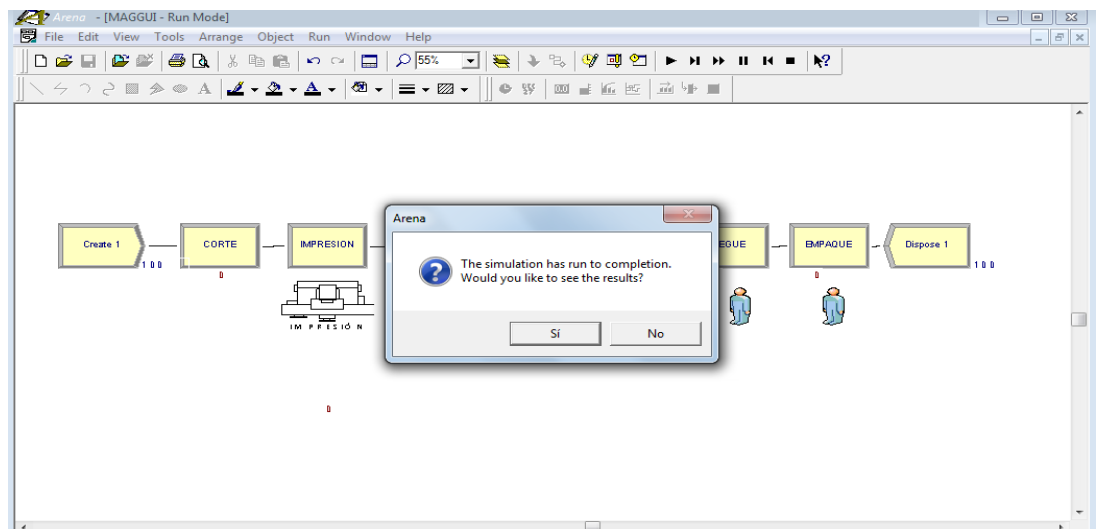 Arena - [MAGGUI - Run Mode]
File Edit View Tools Arrange Object Run Window Help
55%
Create 1
100
CORTE
0
IMPRESION
IMPRESIÓN
0
Arena
The simulation has run to completion.
Would you like to see the results?
Sí No
EGUE
EMPAQUE
0
Dispose 1
100